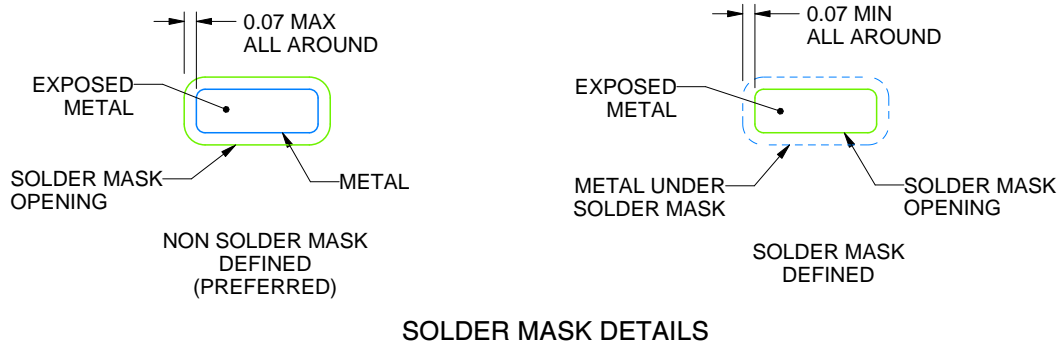 0.07 MAX
ALL AROUND
EXPOSED
METAL
SOLDER MASK
OPENING
METAL
NON SOLDER MASK
DEFINED
(PREFERRED)
0.07 MIN
ALL AROUND
EXPOSED
METAL
METAL UNDER
SOLDER MASK
SOLDER MASK
OPENING
SOLDER MASK
DEFINED
SOLDER MASK DETAILS